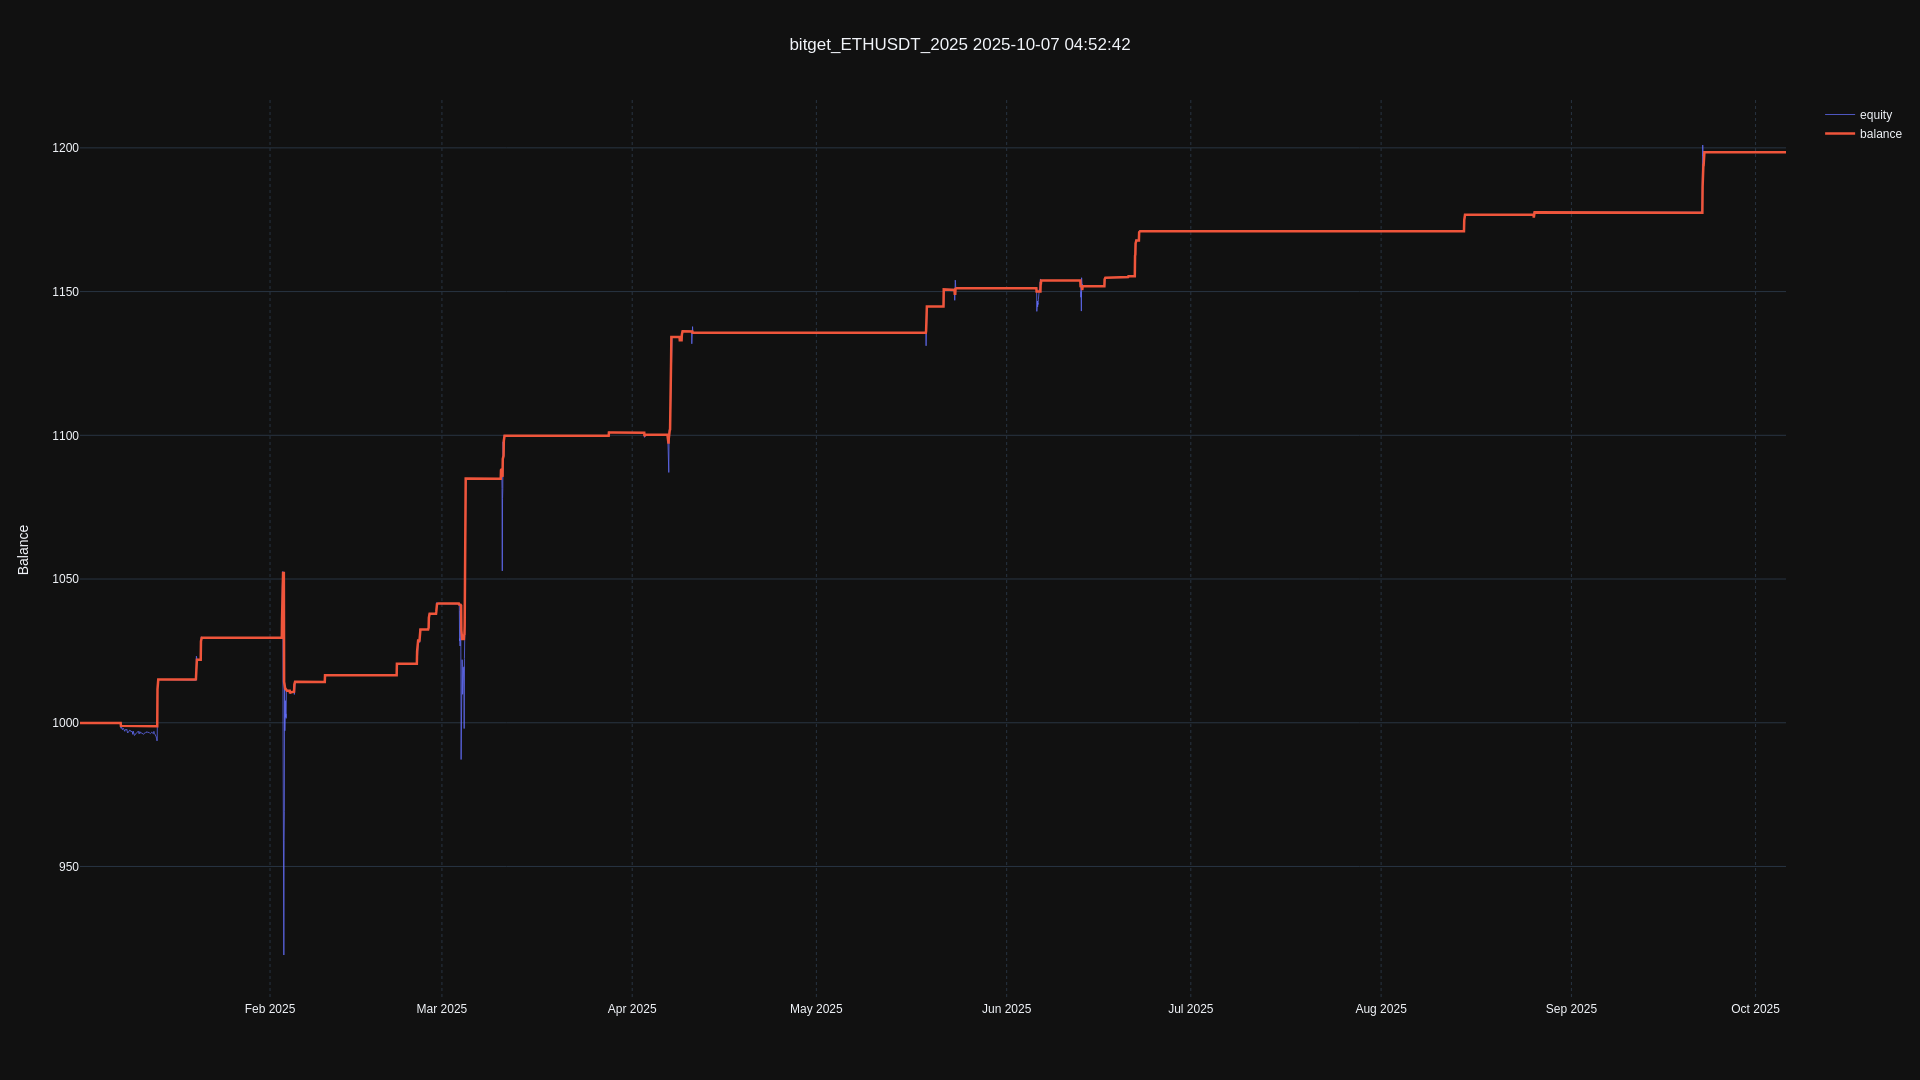 bitget_ETHUSDT_2025 2025-10-07 04:52:42
equity
balance
1200
1150
1100
1050
1000
950
Balance
Feb 2025
Mar 2025
Apr 2025
May 2025
Jun 2025
Jul 2025
Aug 2025
Sep 2025
Oct 2025